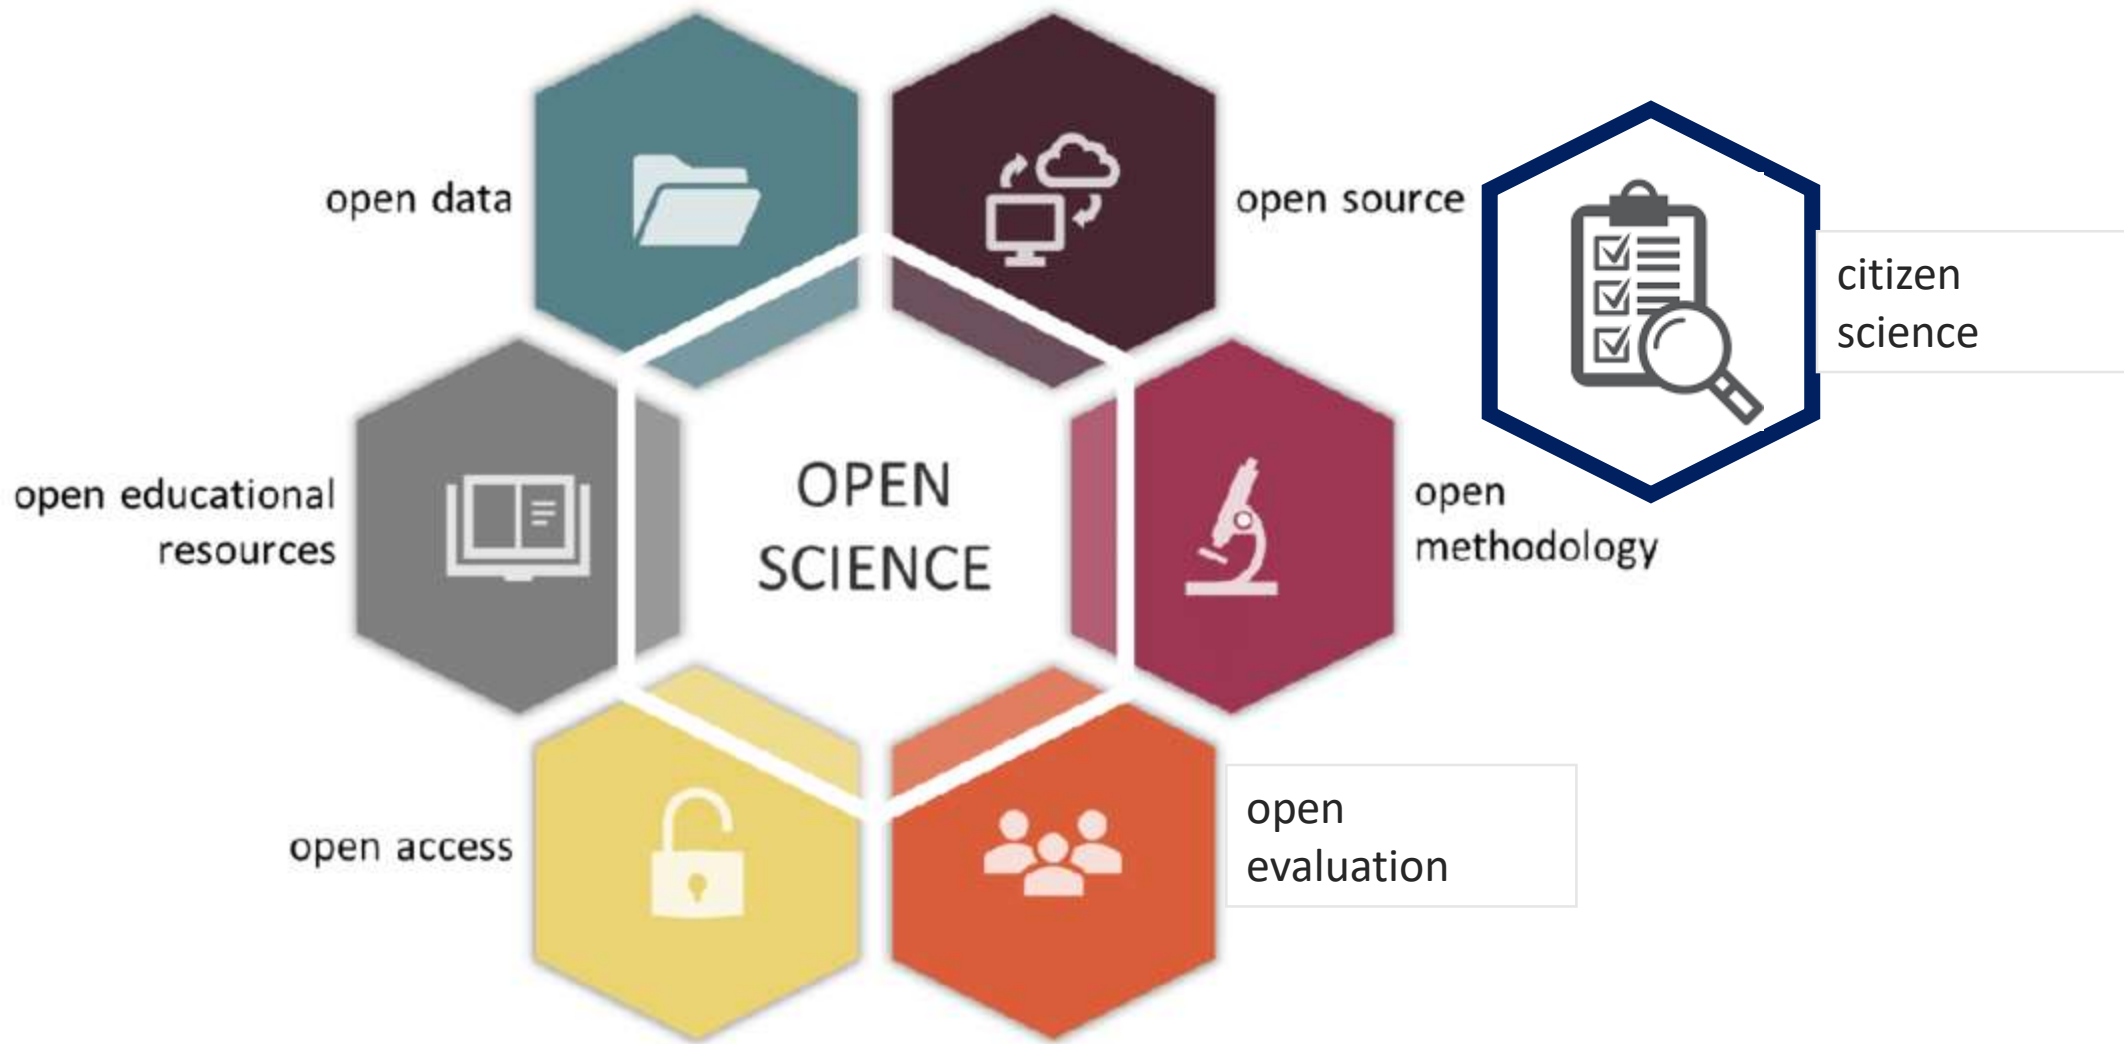 open data
open source
citizen
science
open educational
resources
OPEN
SCIENCE
open
methodology
open access
open
evaluation